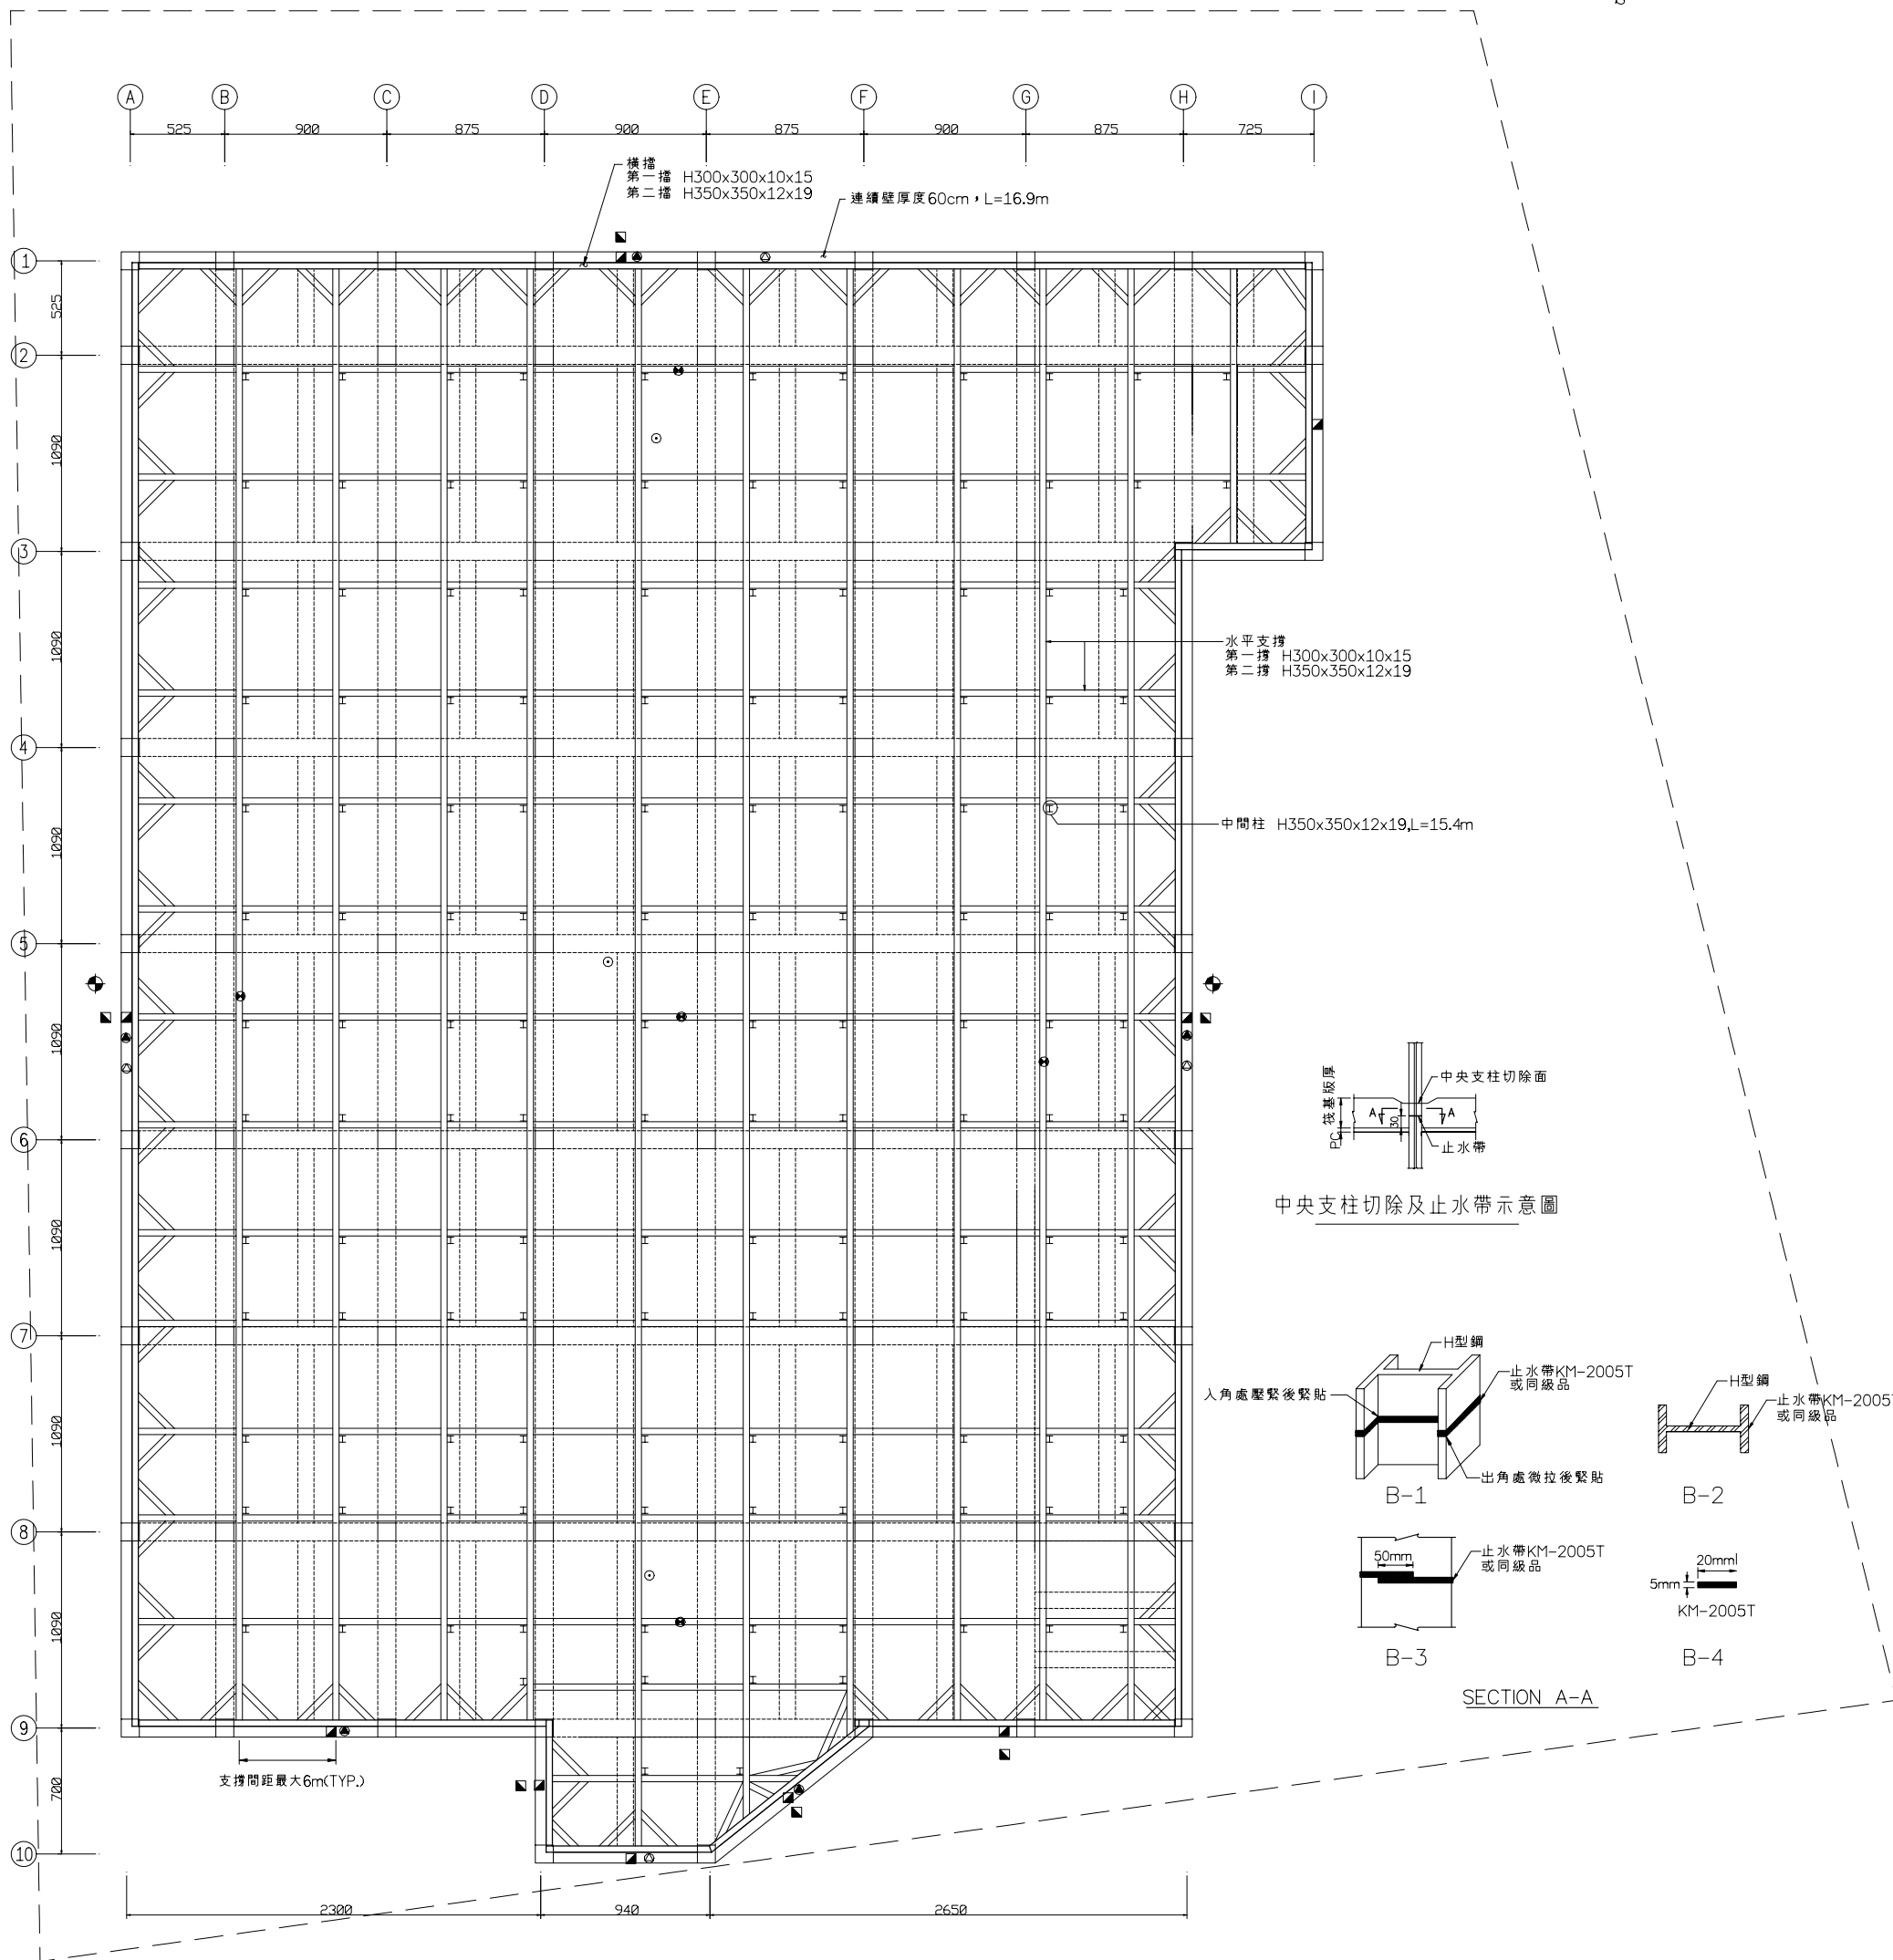 A B C D E F G H I
525 900 875 900 875 900 875 725
橫擋
第一擋 H300x300x10x15
第二擋 H350x350x12x19
連續壁厚度60cm，L=16.9m
1
525
2
1090
3
1090
水平支撐
第一撐 H300x300x10x15
第二撐 H350x350x12x19
4
1090
中間柱 H350x350x12x19,L=15.4m
5
1090
6
1090
7
1090
8
1090
9
700
10
支撐間距最大6m(TYP.)
2300 940 2650
筏基版厚
PC
中央支柱切除面
A A
30
止水帶
中央支柱切除及止水帶示意圖
H型鋼
止水帶KM-2005T
或同級品
入角處壓緊後緊貼
出角處微拉後緊貼
B-1
H型鋼
止水帶KM-2005T
或同級品
B-2
50mm
止水帶KM-2005T
或同級品
B-3
20mm
5mm
KM-2005T
B-4
SECTION A-A